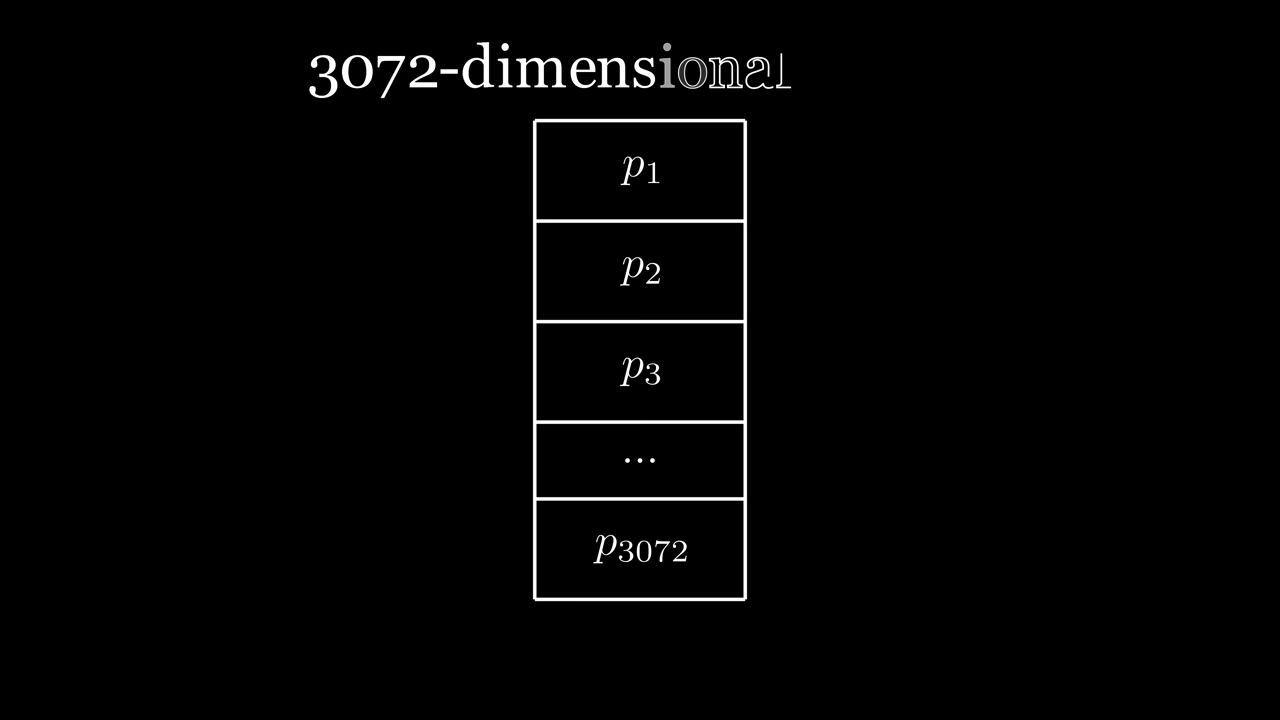 3072-dimensional
p₁
p₂
p₃
...
p₃₀₇₂